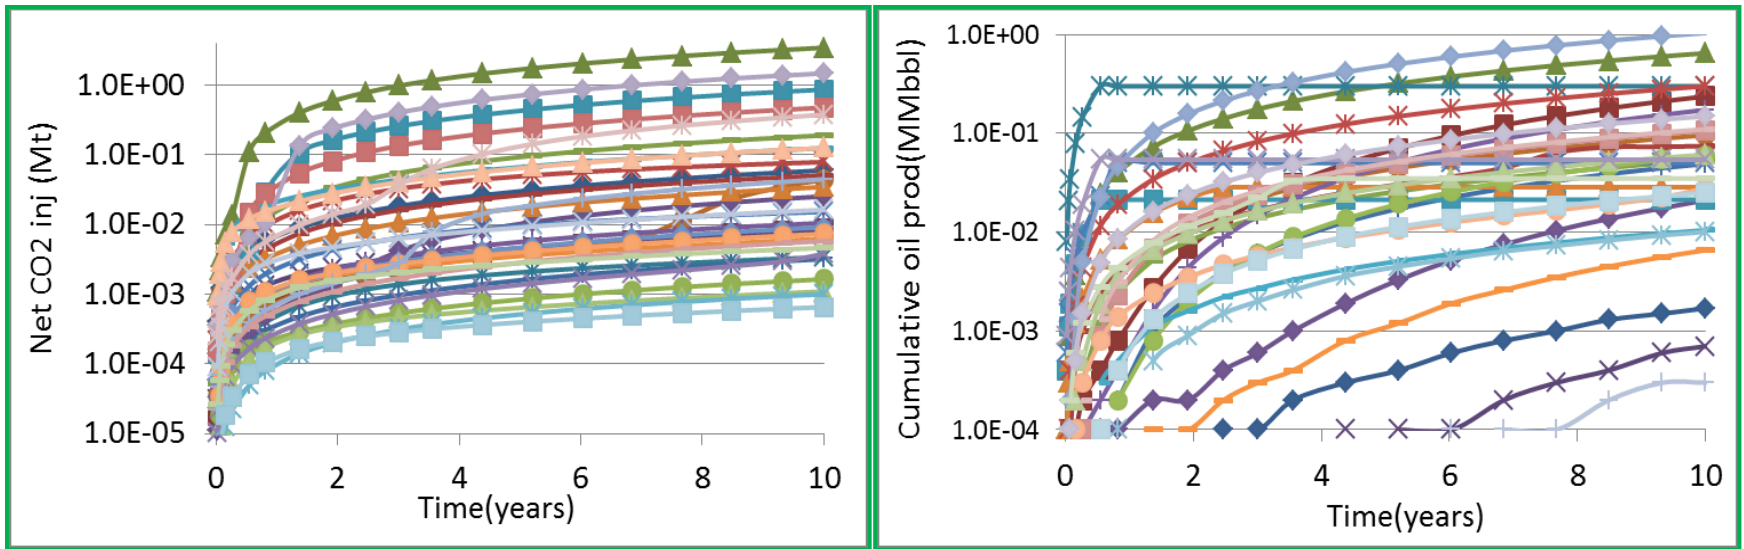 Net CO2 inj (Mt)
1.0E+00
1.0E-01
1.0E-02
1.0E-03
1.0E-04
1.0E-05
0 2 4 6 8 10
Time(years)
Cumulative oil prod(MMbbl)
1.0E+00
1.0E-01
1.0E-02
1.0E-03
1.0E-04
0 2 4 6 8 10
Time(years)